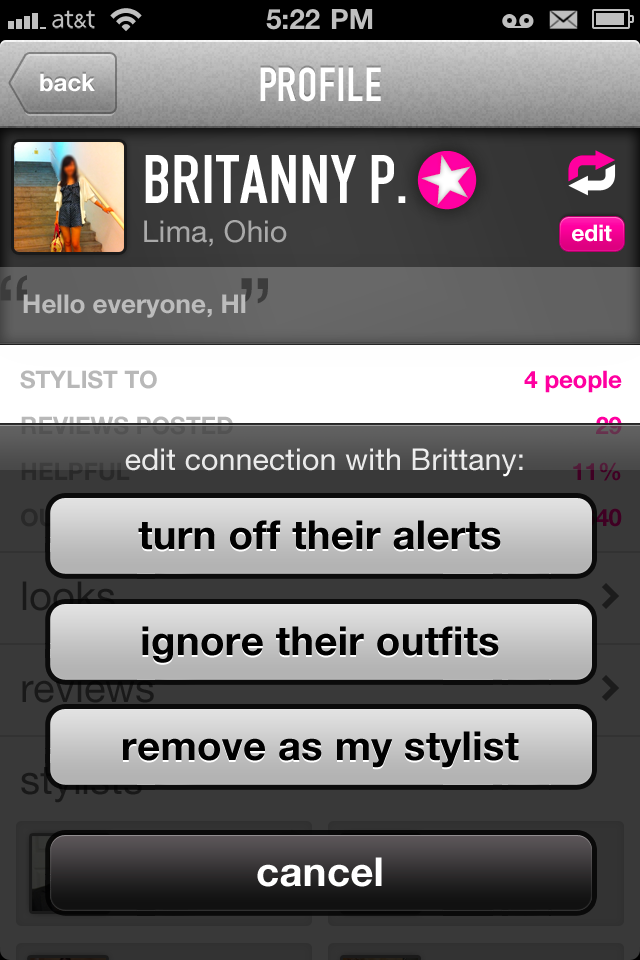 at&t 5:22 PM
back PROFILE
BRITANNY P.
Lima, Ohio
edit
“Hello everyone, HI”
STYLIST TO 4 people
REVIEWS POSTED 29
HELPFUL 11%
OU 40
edit connection with Brittany:
turn off their alerts
looks
ignore their outfits
reviews
remove as my stylist
stylists
cancel